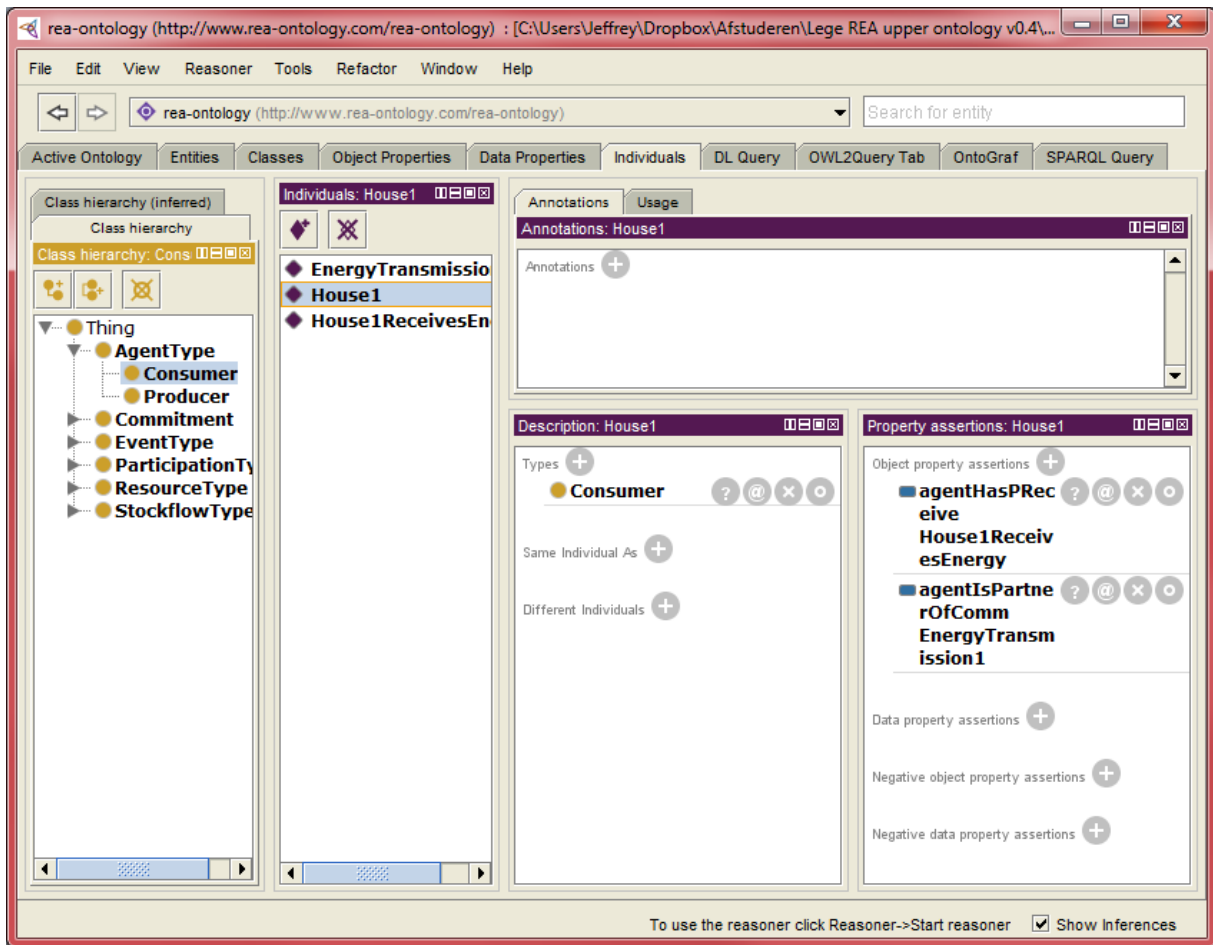 rea-ontology (http://www.rea-ontology.com/rea-ontology) : [C:\Users\Jeffrey\Dropbox\Afstuderen\Lege REA upper ontology v0.4\...
File Edit View Reasoner Tools Refactor Window Help
rea-ontology (http://www.rea-ontology.com/rea-ontology)
Search for entity
Active Ontology Entities Classes Object Properties Data Properties Individuals DL Query OWL2Query Tab OntoGraf SPARQL Query
Class hierarchy (inferred)
Class hierarchy
Class hierarchy: Cons
Thing
AgentType
Consumer
Producer
Commitment
EventType
ParticipationTy
ResourceType
StockflowType
Individuals: House1
EnergyTransmissio
House1
House1ReceivesEn
Annotations Usage
Annotations: House1
Annotations
Description: House1
Types
Consumer
Same Individual As
Different Individuals
Property assertions: House1
Object property assertions
agentHasPRec
eive
House1Receiv
esEnergy
agentIsPartne
rOfComm
EnergyTransm
ission1
Data property assertions
Negative object property assertions
Negative data property assertions
To use the reasoner click Reasoner->Start reasoner Show Inferences